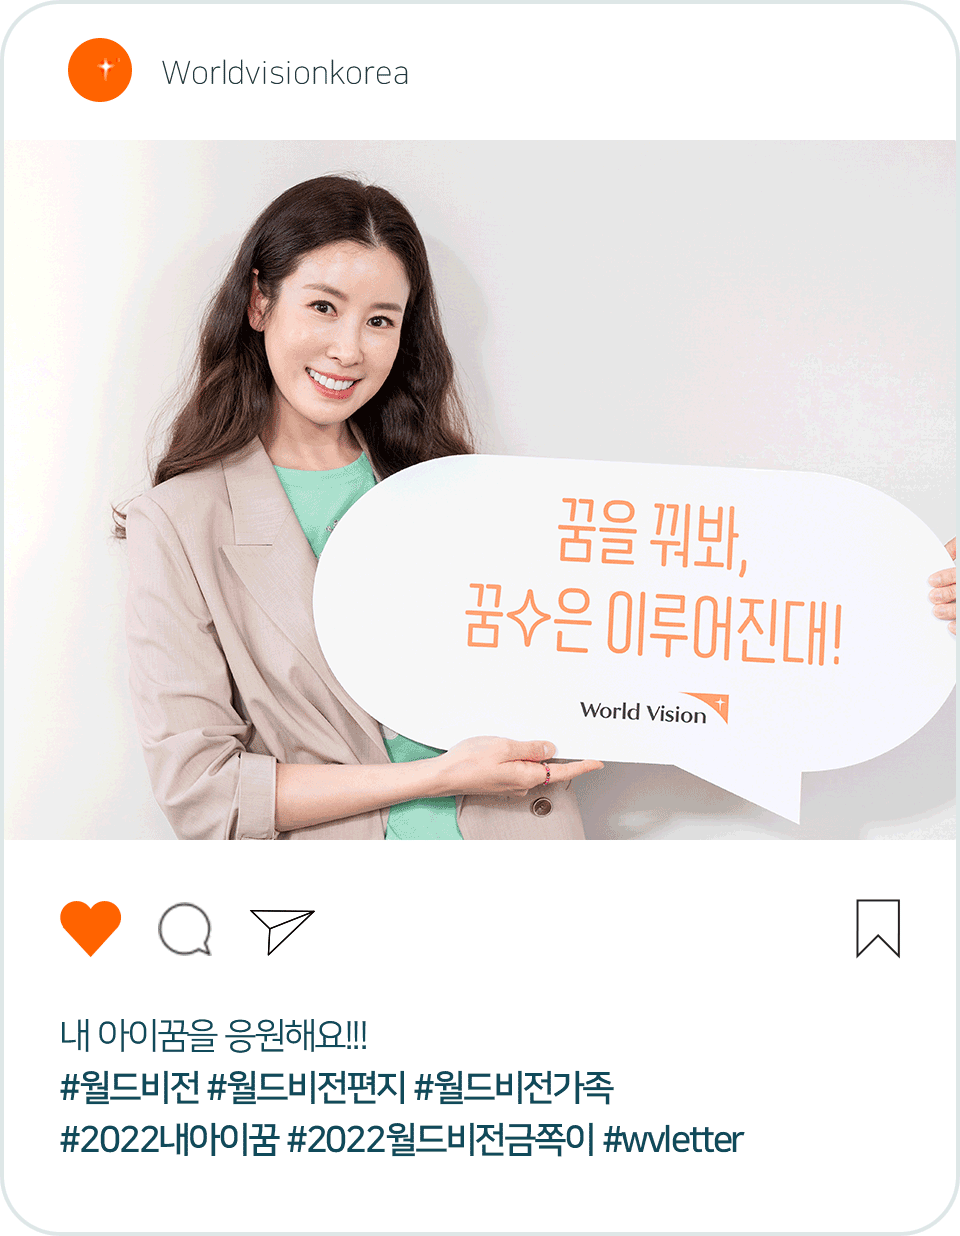 Worldvisionkorea
꿈을 꿔봐,
꿈은 이루어진대!
World Vision
내 아이꿈을 응원해요!!!
#월드비전 #월드비전편지 #월드비전가족
#2022내아이꿈 #2022월드비전금쪽이 #wvletter